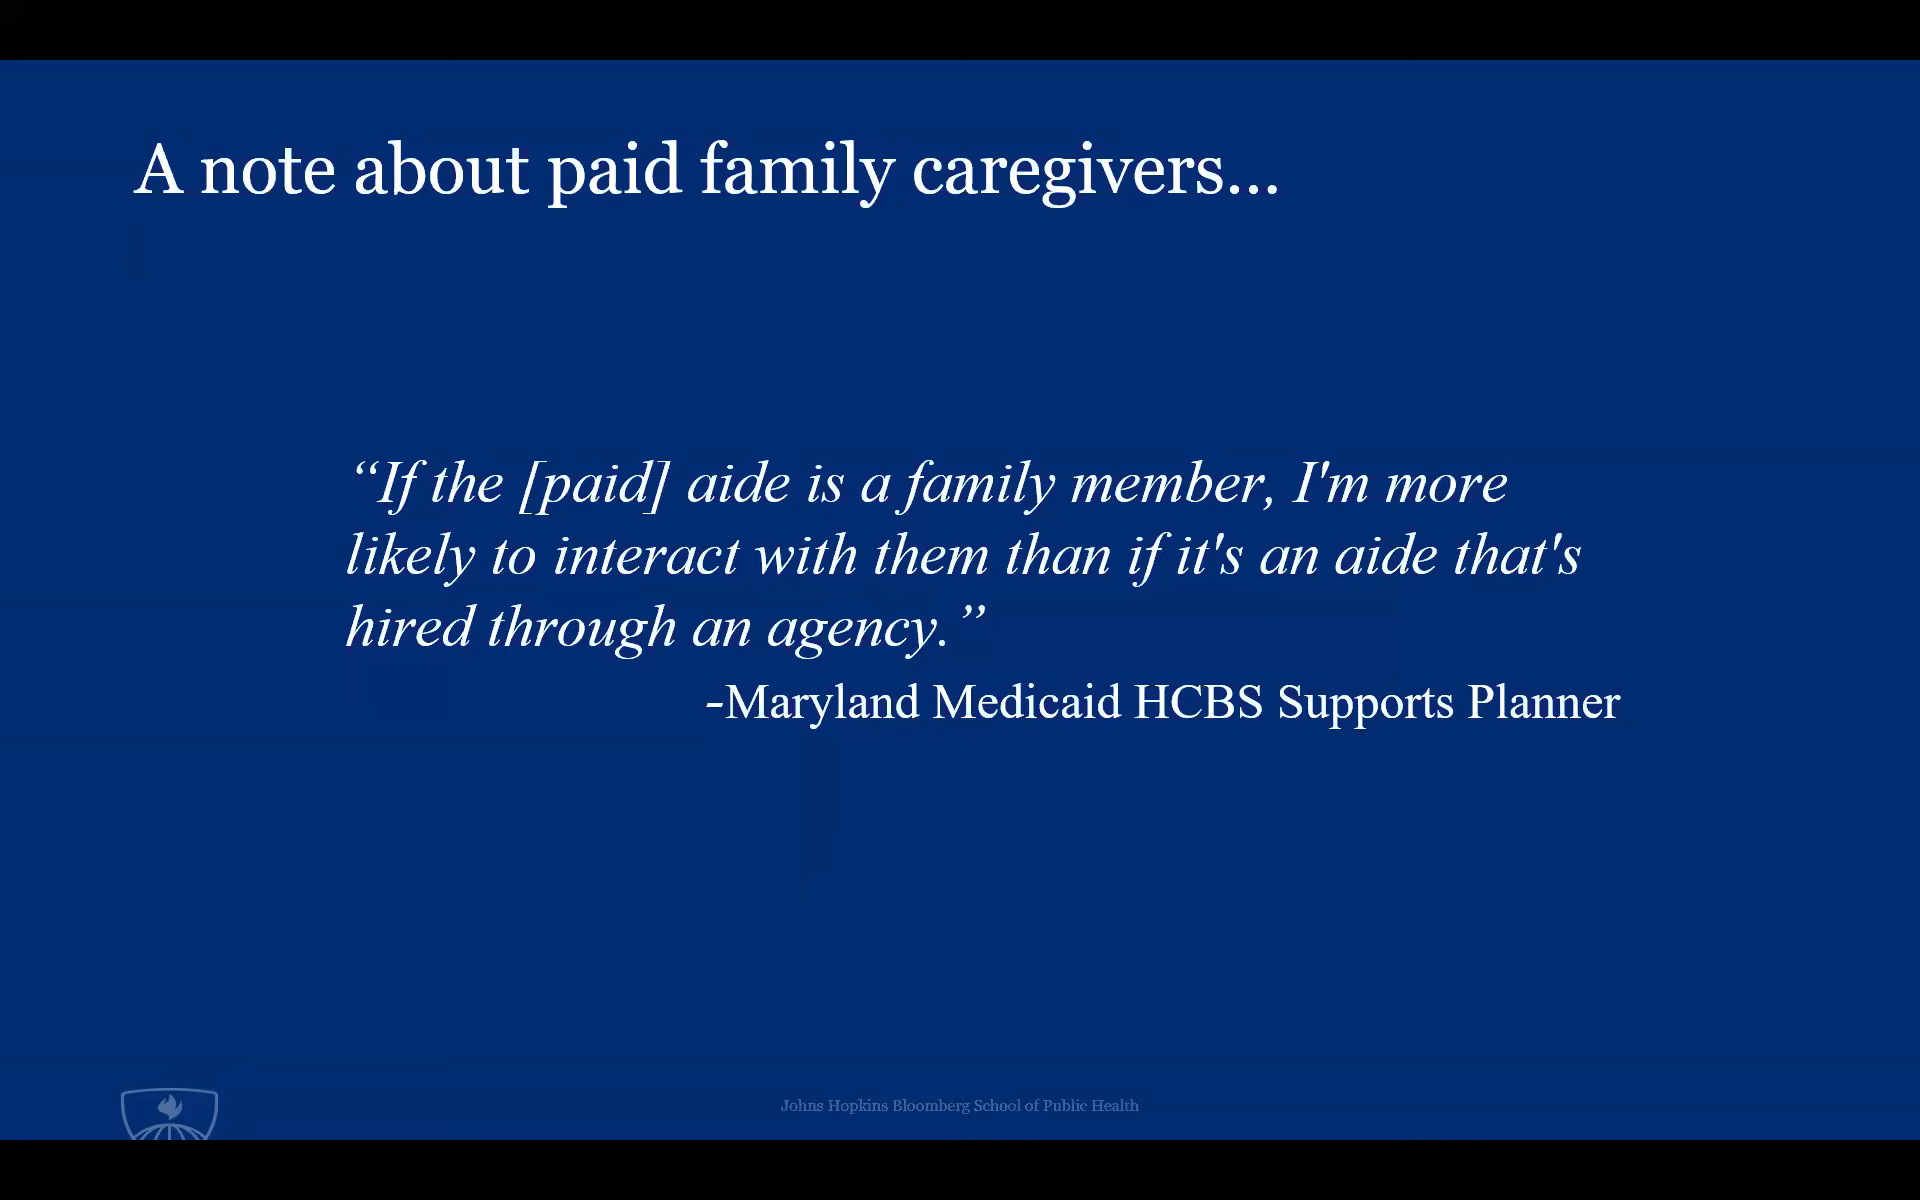 A note about paid family caregivers...
“If the [paid] aide is a family member, I'm more
likely to interact with them than if it's an aide that's
hired through an agency.”
-Maryland Medicaid HCBS Supports Planner
Johns Hopkins Bloomberg School of Public Health